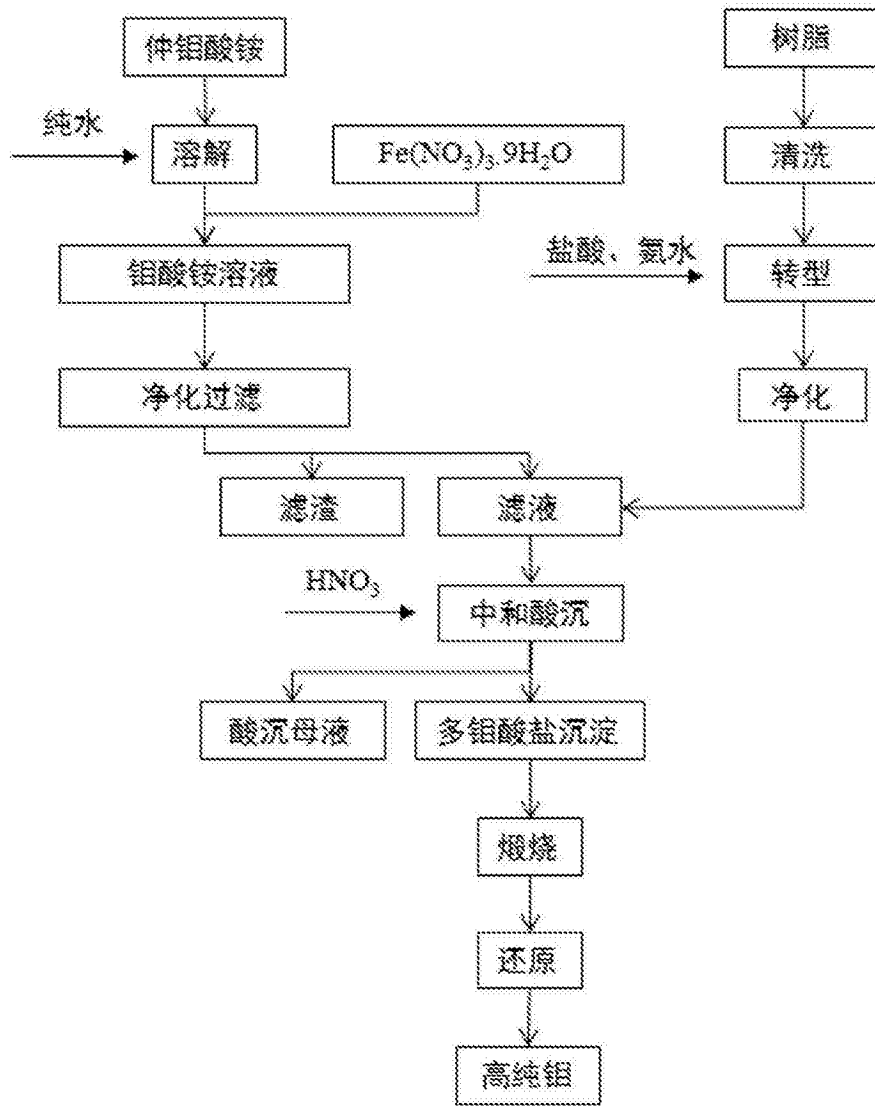 仲钼酸铵
树脂
纯水
溶解
Fe(NO3)3.9H2O
清洗
钼酸铵溶液
盐酸、氨水
转型
净化过滤
净化
滤渣
滤液
HNO3
中和酸沉
酸沉母液
多钼酸盐沉淀
煅烧
还原
高纯钼